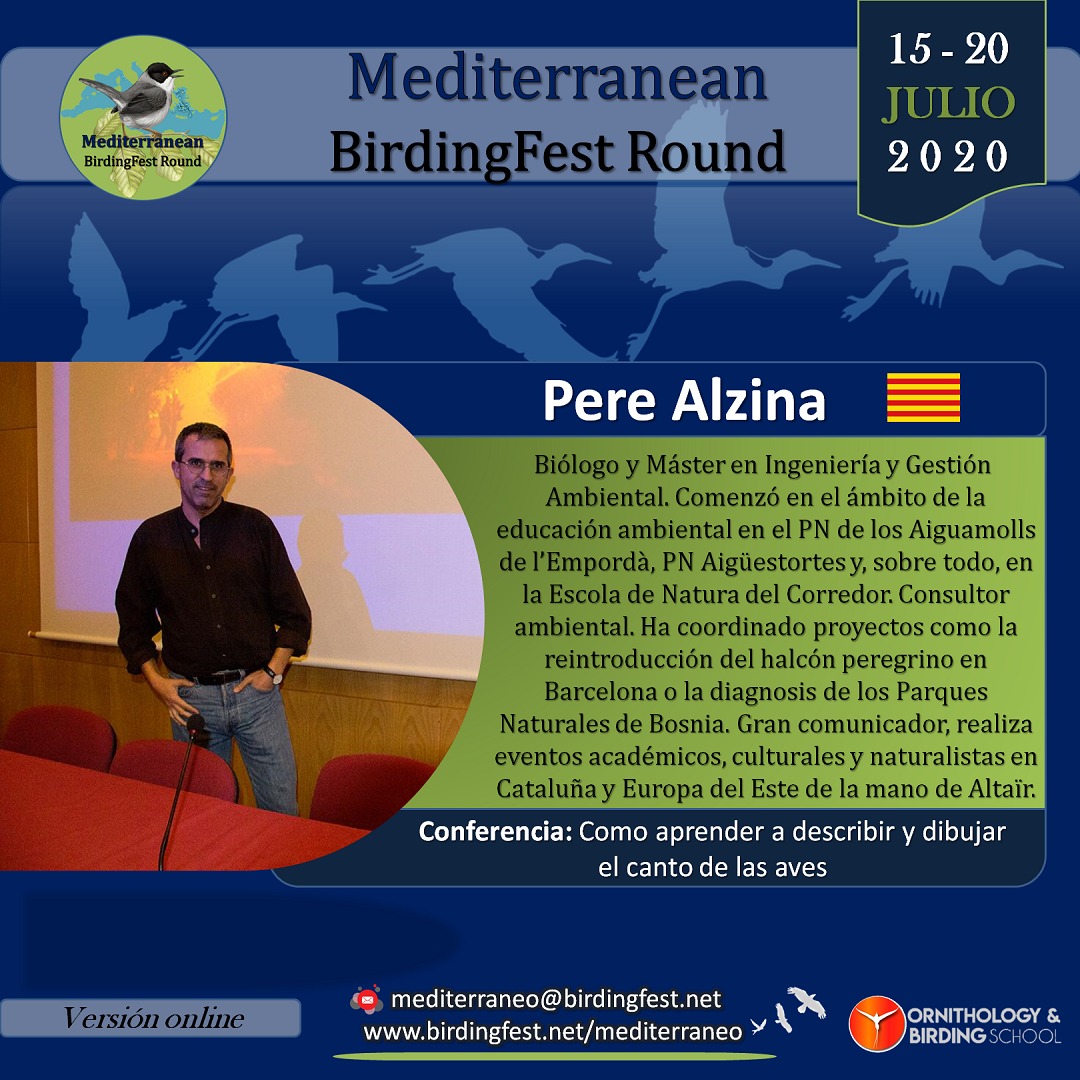 Mediterranean
BirdingFest Round
15 - 20
JULIO
2020
Mediterranean
BirdingFest Round
Pere Alzina
Biólogo y Máster en Ingeniería y Gestión
Ambiental. Comenzó en el ámbito de la
educación ambiental en el PN de los Aiguamolls
de l'Empordà, PN Aigüestortes y, sobre todo, en
la Escola de Natura del Corredor. Consultor
ambiental. Ha coordinado proyectos como la
reintroducción del halcón peregrino en
Barcelona o la diagnosis de los Parques
Naturales de Bosnia. Gran comunicador, realiza
eventos académicos, culturales y naturalistas en
Cataluña y Europa del Este de la mano de Altaïr.
Conferencia: Como aprender a describir y dibujar
el canto de las aves
Versión online
mediterraneo@birdingfest.net
www.birdingfest.net/mediterraneo
ORNITHOLOGY &
BIRDING SCHOOL